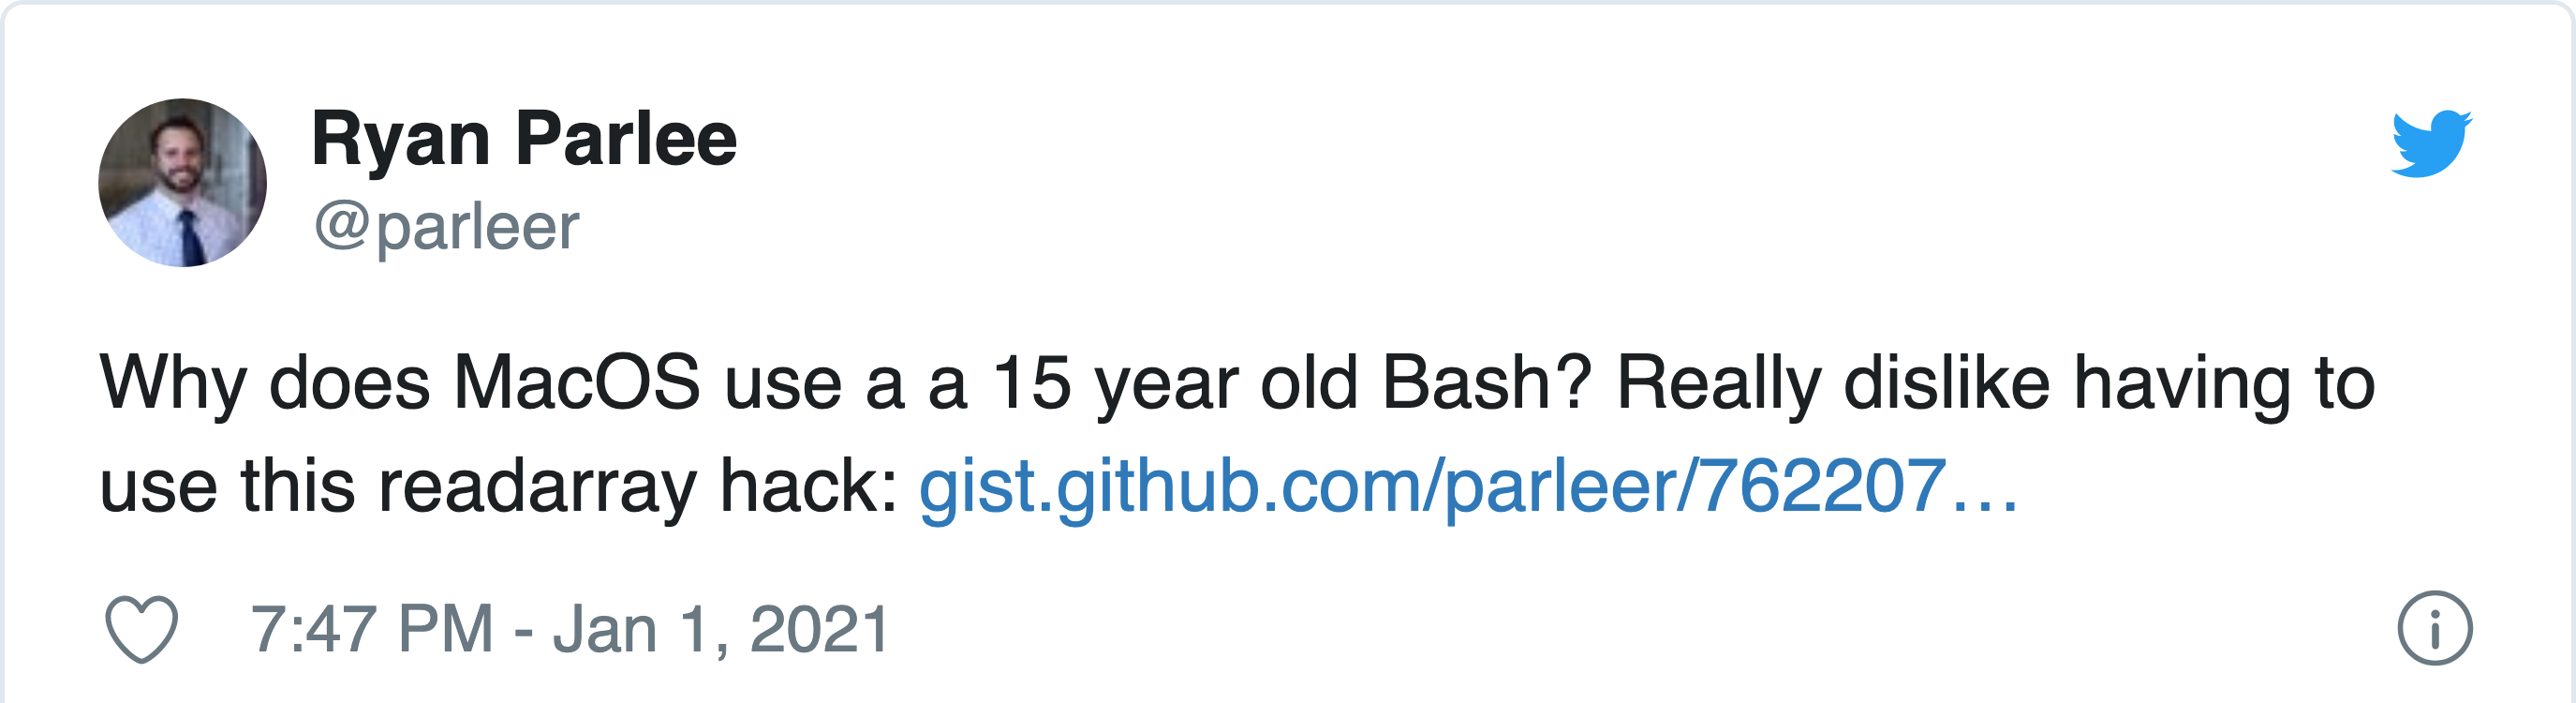 Ryan Parlee
@parleer
Why does MacOS use a a 15 year old Bash? Really dislike having to
use this readarray hack: gist.github.com/parleer/762207…
7:47 PM - Jan 1, 2021